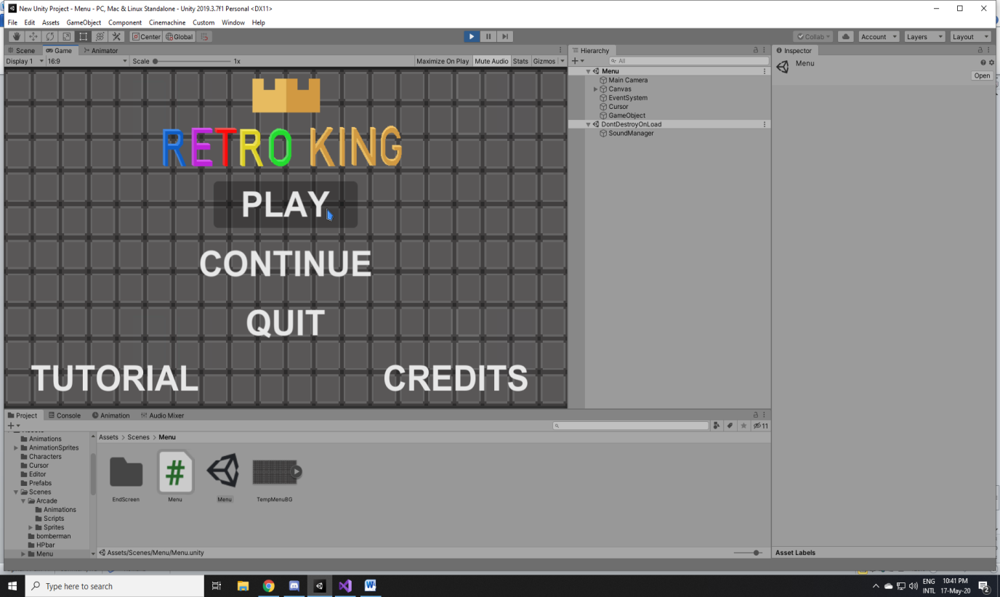 New Unity Project - Menu - PC, Mac & Linux Standalone - Unity 2019.3.7f1 Personal <DX11>
File Edit Assets GameObject Component Cinemachine Custom Window Help
Center Global Collab Account Layers Layout
Scene Game Animator
Display 1 16:9 Scale 1x Maximize On Play Mute Audio Stats Gizmos
RETRO KING
PLAY
CONTINUE
QUIT
TUTORIAL CREDITS
Hierarchy
All
Menu
Main Camera
Canvas
EventSystem
Cursor
GameObject
DontDestroyOnLoad
SoundManager
Inspector
Menu
Open
Project Console Animation Audio Mixer
11
Animations
AnimationSprites
Characters
Cursor
Editor
Prefabs
Scenes
Arcade
Animations
Scripts
Sprites
bomberman
HPbar
Menu
Assets > Scenes > Menu
#
EndScreen Menu Menu TempMenuBG
Assets/Scenes/Menu/Menu.unity
Asset Labels
Type here to search
ENG
INTL
10:41 PM
17-May-20
2